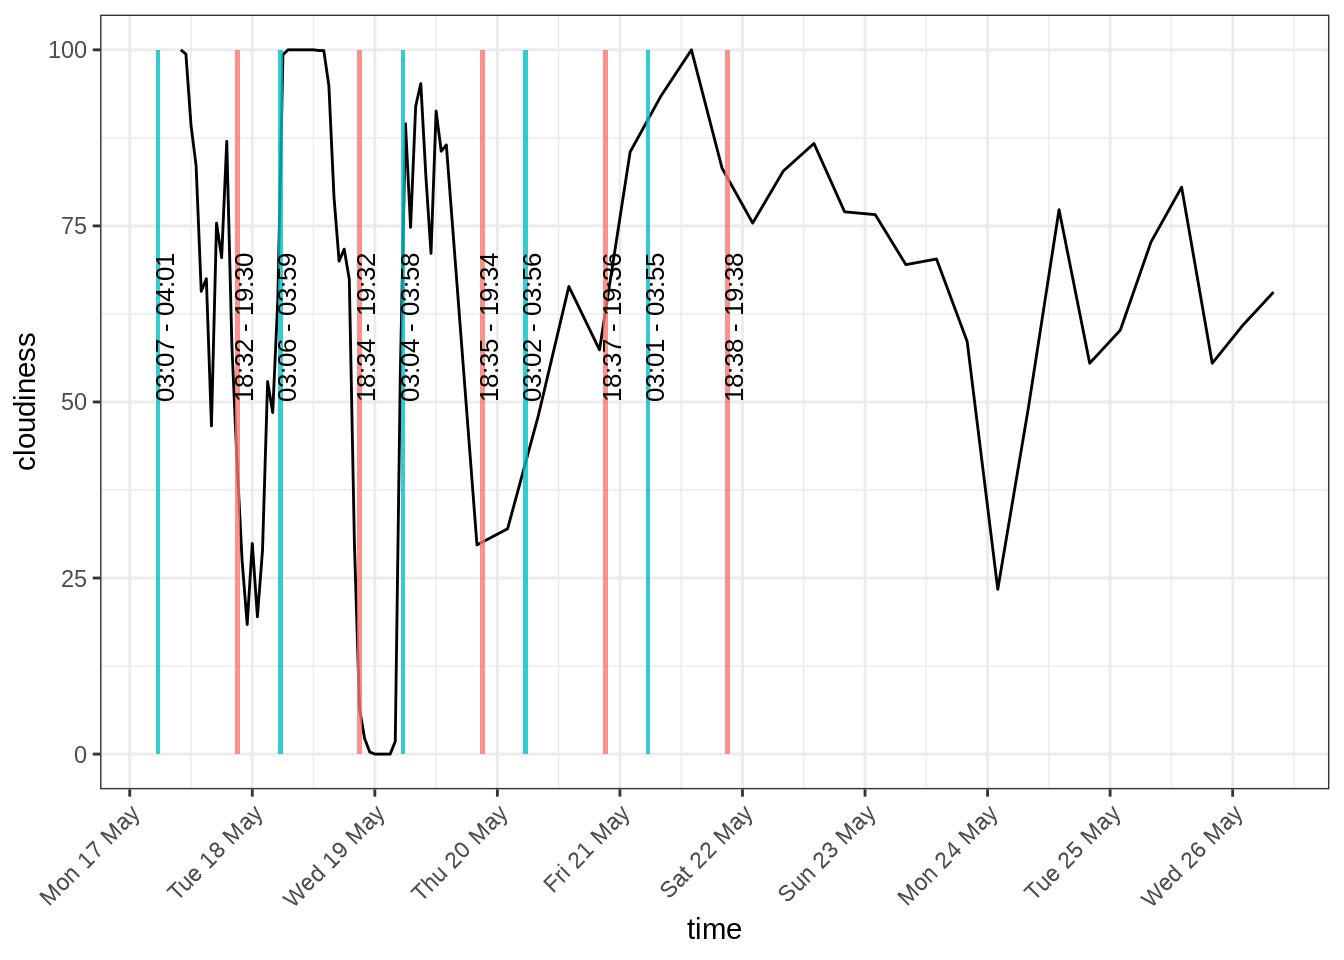 100
75
50
25
0
cloudiness
03:07 - 04:01
18:32 - 19:30
03:06 - 03:59
18:34 - 19:32
03:04 - 03:58
18:35 - 19:34
03:02 - 03:56
18:37 - 19:36
03:01 - 03:55
18:38 - 19:38
Mon 17 May
Tue 18 May
Wed 19 May
Thu 20 May
Fri 21 May
Sat 22 May
Sun 23 May
Mon 24 May
Tue 25 May
Wed 26 May
time